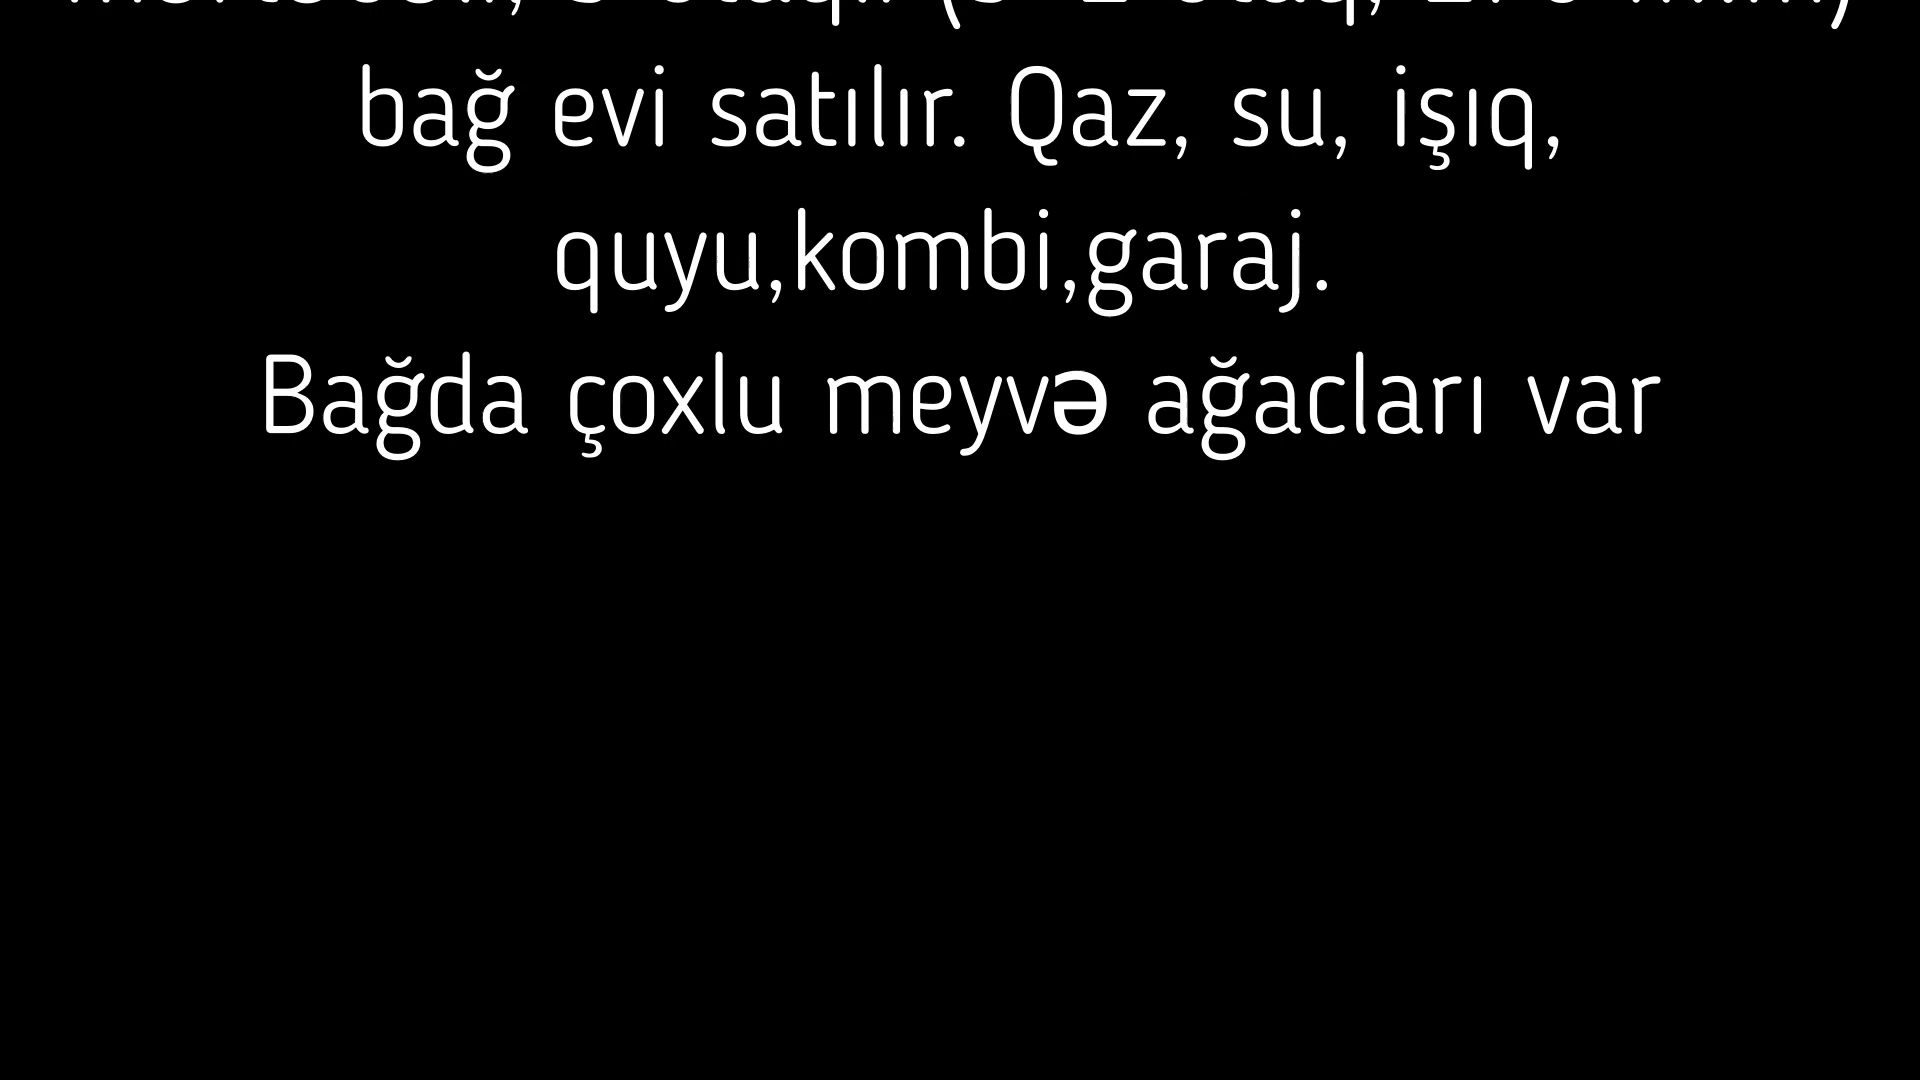 bağ evi satılır. Qaz, su, işıq,
quyu,kombi,garaj.
Bağda çoxlu meyvə ağacları var